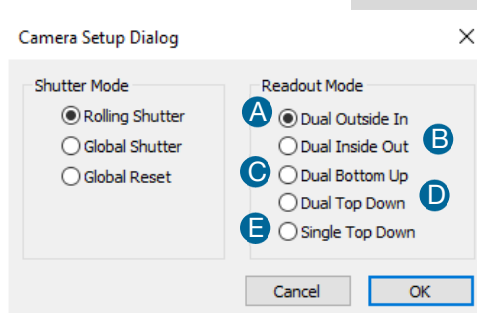 Camera Setup Dialog
Shutter Mode
Rolling Shutter
Global Shutter
Global Reset
Readout Mode
A Dual Outside In
Dual Inside Out B
C Dual Bottom Up
Dual Top Down D
E Single Top Down
Cancel OK